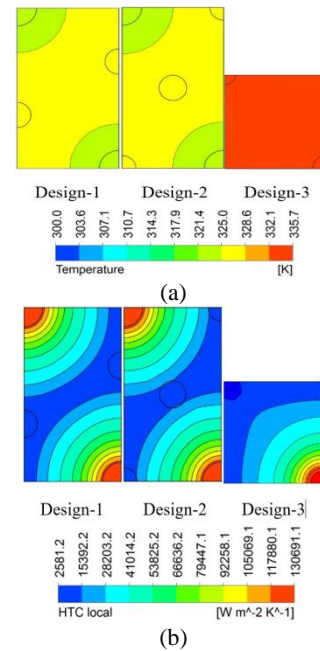 Design-1 Design-2 Design-3
300.0 303.6 307.1 310.7 314.3 317.9 321.4 325.0 328.6 332.1 335.7
Temperature [K]
(a)
Design-1 Design-2 Design-3
2581.2 15392.2 28203.2 41014.2 53825.2 66636.2 79447.1 92258.1 105069.1 117880.1 130691.1
HTC local [W m^-2 K^-1]
(b)